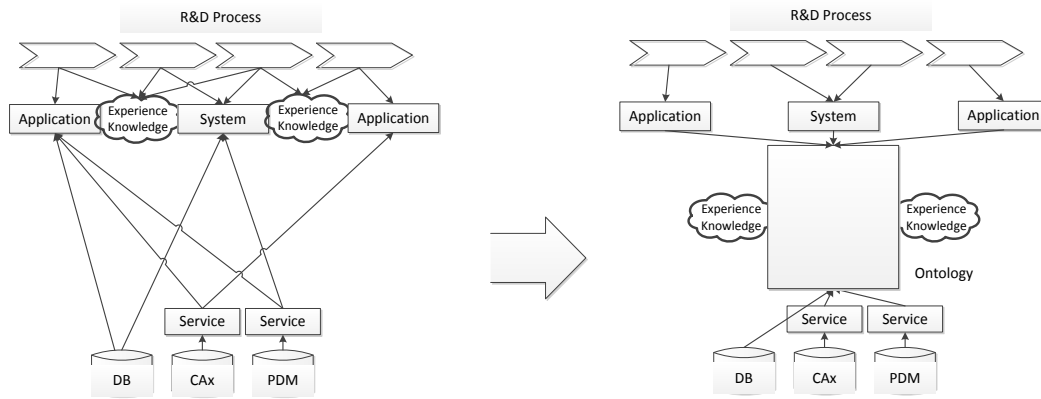 R&D Process
Application
Experience
Knowledge
System
Experience
Knowledge
Application
Service
Service
DB
CAx
PDM
R&D Process
Application
System
Application
Experience
Knowledge
Experience
Knowledge
Ontology
Service
Service
DB
CAx
PDM